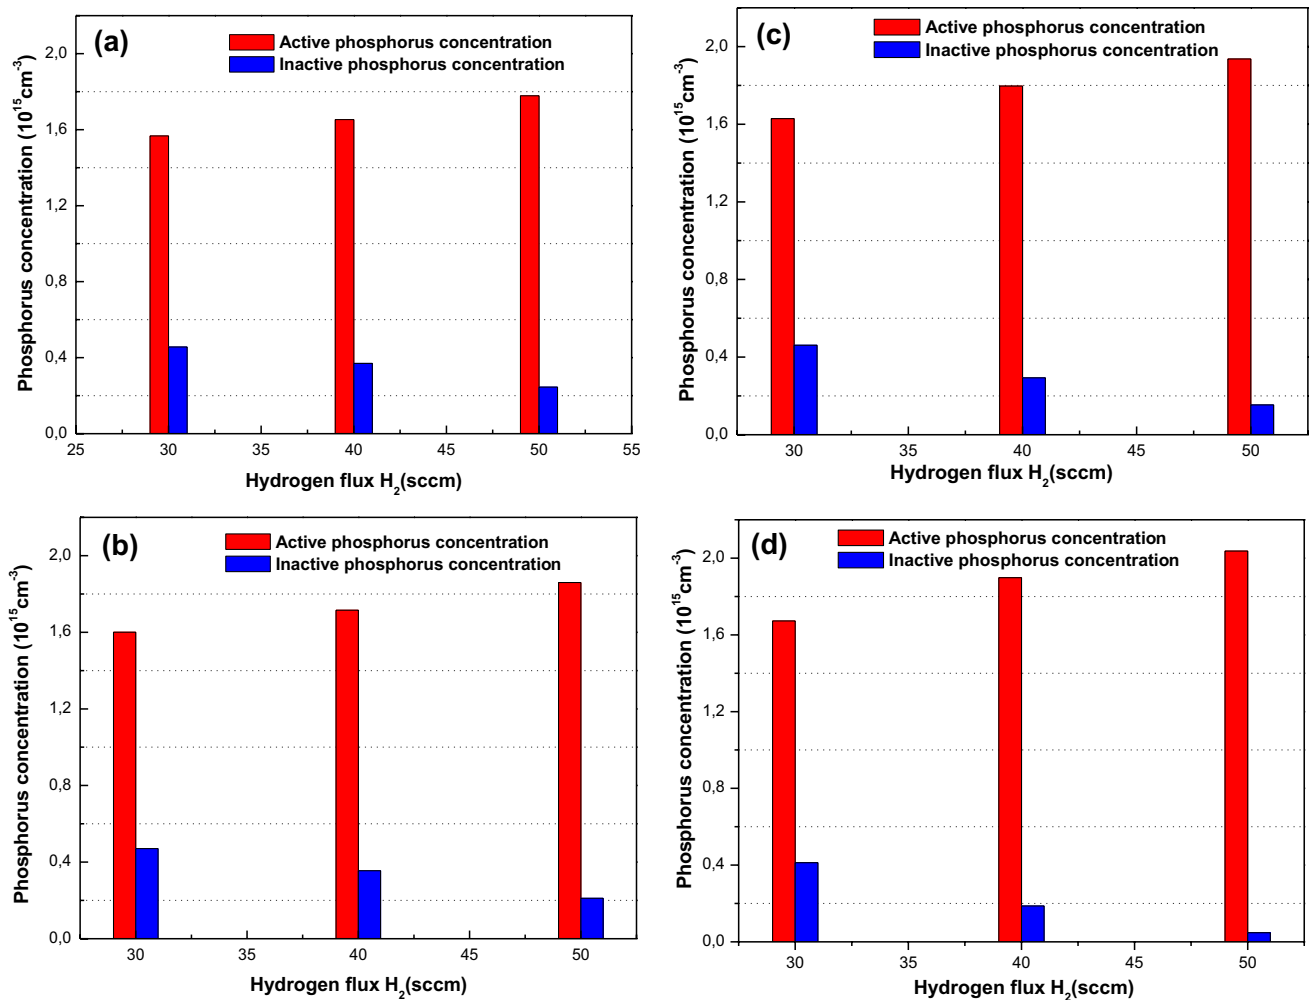 (a)
Active phosphorus concentration
Inactive phosphorus concentration
Phosphorus concentration (10¹⁵cm⁻³)
2,0
1,6
1,2
0,8
0,4
0,0
25 30 35 40 45 50 55
Hydrogen flux H₂(sccm)
(c)
Active phosphorus concentration
Inactive phosphorus concentration
Phosphorus concentration (10¹⁵cm⁻³)
2,0
1,6
1,2
0,8
0,4
0,0
30 35 40 45 50
Hydrogen flux H₂(sccm)
(b)
Active phosphorus concentration
Inactive phosphorus concentration
Phosphorus concentration (10¹⁵cm⁻³)
2,0
1,6
1,2
0,8
0,4
0,0
30 35 40 45 50
Hydrogen flux H₂(sccm)
(d)
Active phosphorus concentration
Inactive phosphorus concentration
Phosphorus concentration (10¹⁵cm⁻³)
2,0
1,6
1,2
0,8
0,4
0,0
30 35 40 45 50
Hydrogen flux H₂(sccm)